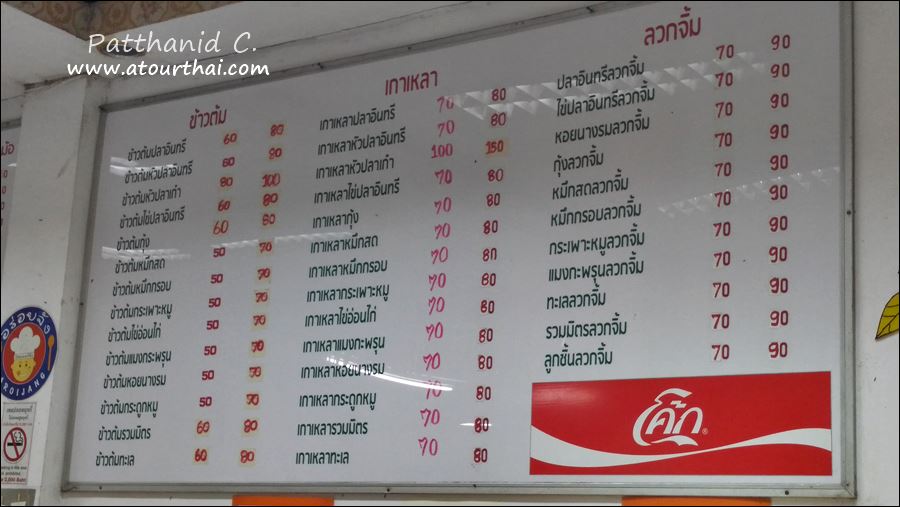 Patthanid C.
www.atourthai.com
ข้าวต้ม
ข้าวต้มปลาอินทรี 60 80
ข้าวต้มหัวปลาอินทรี 60 80
ข้าวต้มหัวปลาเก๋า 80 100
ข้าวต้มไข่ปลาอินทรี 60 80
ข้าวต้มกุ้ง 60 80
ข้าวต้มหมึกสด 50 70
ข้าวต้มหมึกกรอบ 50 70
ข้าวต้มกระเพาะหมู 50 70
ข้าวต้มไข่อ่อนไก่ 50 70
ข้าวต้มแมงกะพรุน 50 70
ข้าวต้มหอยนางรม 50 70
ข้าวต้มกระดูกหมู 50 70
ข้าวต้มรวมมิตร 60 80
ข้าวต้มทะเล 60 80
เกาเหลา
เกาเหลาปลาอินทรี 70 80
เกาเหลาหัวปลาอินทรี 70 80
เกาเหลาหัวปลาเก๋า 100 150
เกาเหลาไข่ปลาอินทรี 70 80
เกาเหลากุ้ง 70 80
เกาเหลาหมึกสด 70 80
เกาเหลาหมึกกรอบ 70 80
เกาเหลากระเพาะหมู 70 80
เกาเหลาไข่อ่อนไก่ 70 80
เกาเหลาแมงกะพรุน 70 80
เกาเหลาหอยนางรม 70 80
เกาเหลากระดูกหมู 70 80
เกาเหลารวมมิตร 70 80
เกาเหลาทะเล 70 80
ลวกจิ้ม
ปลาอินทรีลวกจิ้ม 70 90
ไข่ปลาอินทรีลวกจิ้ม 70 90
หอยนางรมลวกจิ้ม 70 90
กุ้งลวกจิ้ม 70 90
หมึกสดลวกจิ้ม 70 90
หมึกกรอบลวกจิ้ม 70 90
กระเพาะหมูลวกจิ้ม 70 90
แมงกะพรุนลวกจิ้ม 70 90
ทะเลลวกจิ้ม 70 90
รวมมิตรลวกจิ้ม 70 90
ลูกชิ้นลวกจิ้ม 70 90
โค้ก
อร่อยจัง
AROIJANG